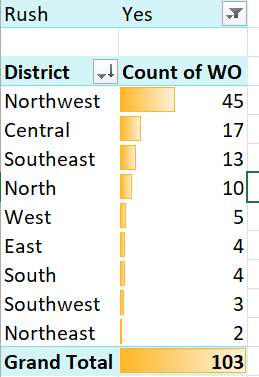 Rush Yes
District Count of WO
Northwest 45
Central 17
Southeast 13
North 10
West 5
East 4
South 4
Southwest 3
Northeast 2
Grand Total 103